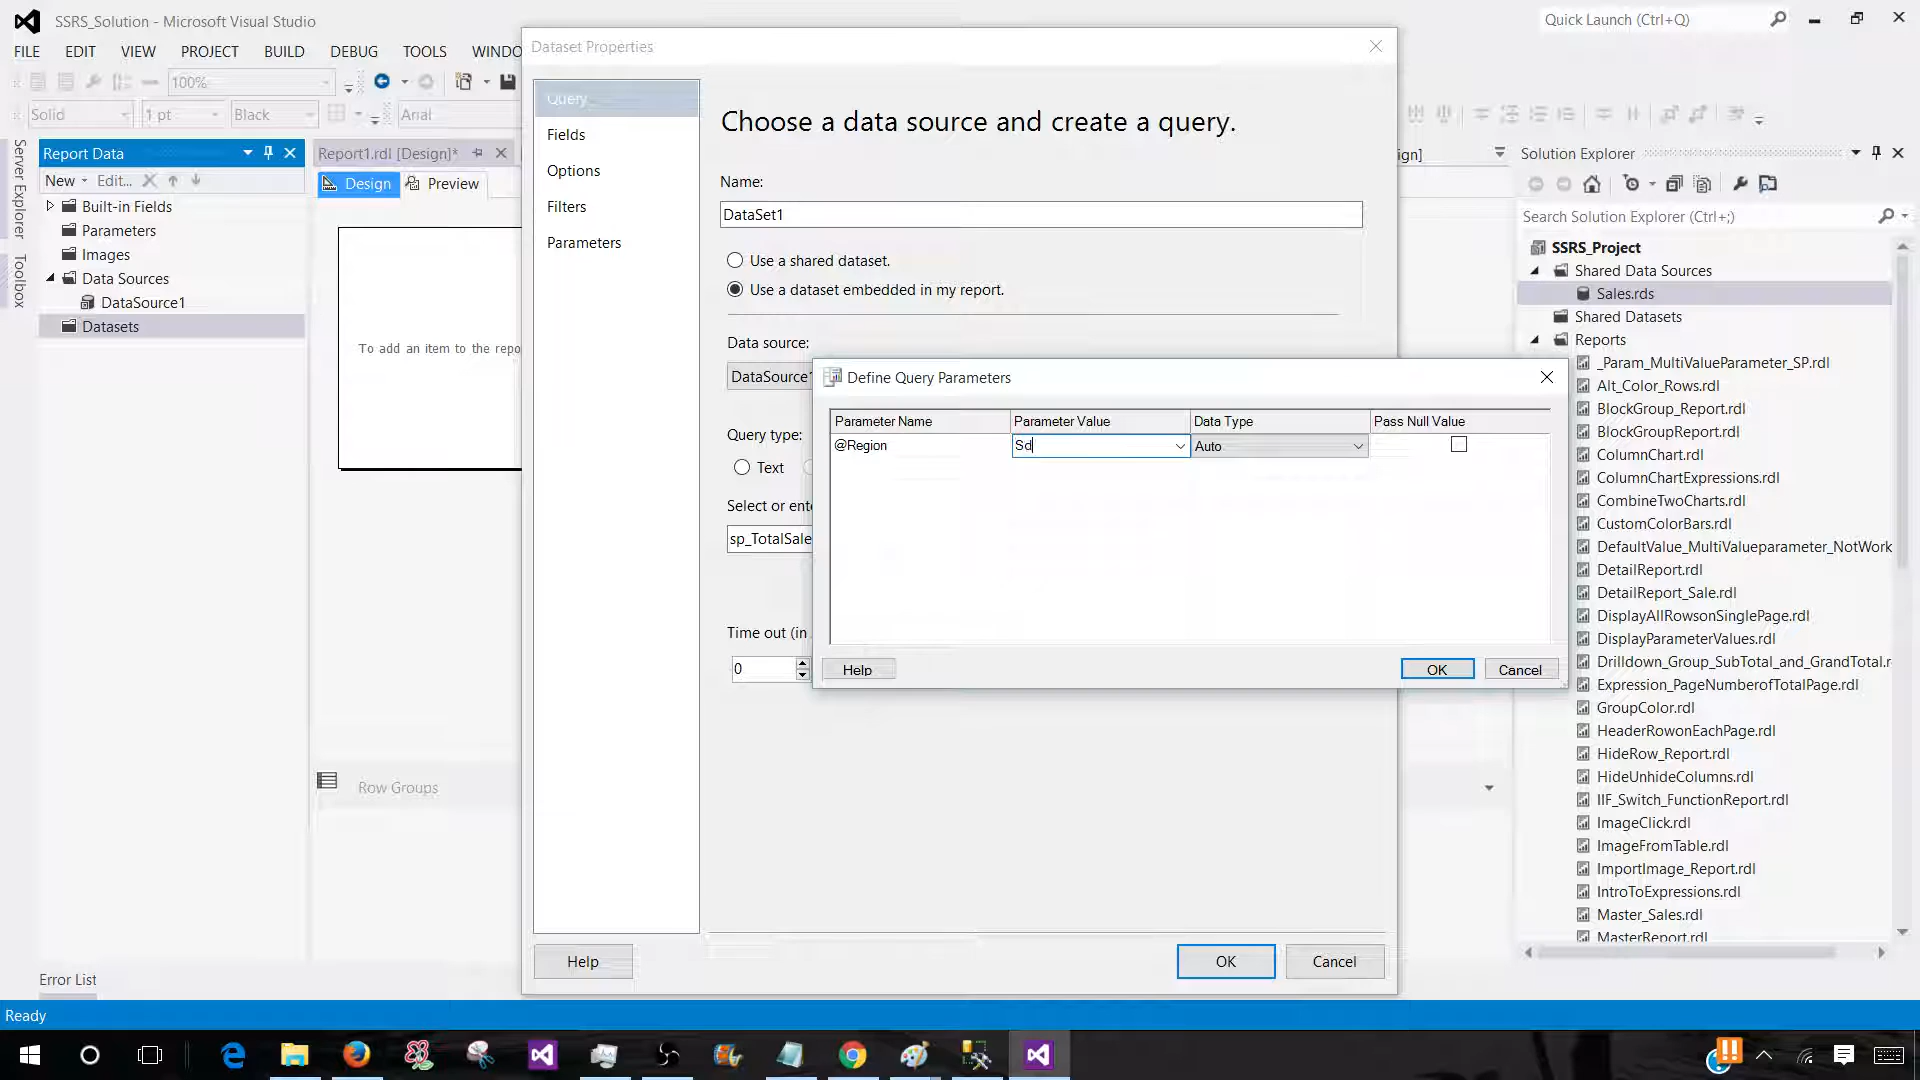 SSRS_Solution - Microsoft Visual Studio
Quick Launch (Ctrl+Q)
FILE EDIT VIEW PROJECT BUILD DEBUG TOOLS WINDO
100%
Solid 1 pt Black Arial
Dataset Properties
Query
Fields
Options
Filters
Parameters
Choose a data source and create a query.
Name:
DataSet1
Use a shared dataset.
Use a dataset embedded in my report.
Data source:
DataSource1
Query type:
Text
Select or ente
sp_TotalSale
Time out (in
0
Help OK Cancel
Define Query Parameters
Parameter Name Parameter Value Data Type Pass Null Value
@Region Sd Auto
Help OK Cancel
Server Explorer
Toolbox
Report Data
New Edit...
Built-in Fields
Parameters
Images
Data Sources
DataSource1
Datasets
Report1.rdl [Design]*
Design Preview
To add an item to the repo
Row Groups
ign]
Solution Explorer
Search Solution Explorer (Ctrl+;)
SSRS_Project
Shared Data Sources
Sales.rds
Shared Datasets
Reports
_Param_MultiValueParameter_SP.rdl
Alt_Color_Rows.rdl
BlockGroup_Report.rdl
BlockGroupReport.rdl
ColumnChart.rdl
ColumnChartExpressions.rdl
CombineTwoCharts.rdl
CustomColorBars.rdl
DefaultValue_MultiValueparameter_NotWork
DetailReport.rdl
DetailReport_Sale.rdl
DisplayAllRowsonSinglePage.rdl
DisplayParameterValues.rdl
Drilldown_Group_SubTotal_and_GrandTotal.r
Expression_PageNumberofTotalPage.rdl
GroupColor.rdl
HeaderRowonEachPage.rdl
HideRow_Report.rdl
HideUnhideColumns.rdl
IIF_Switch_FunctionReport.rdl
ImageClick.rdl
ImageFromTable.rdl
ImportImage_Report.rdl
IntroToExpressions.rdl
Master_Sales.rdl
MasterReport.rdl
Error List
Ready